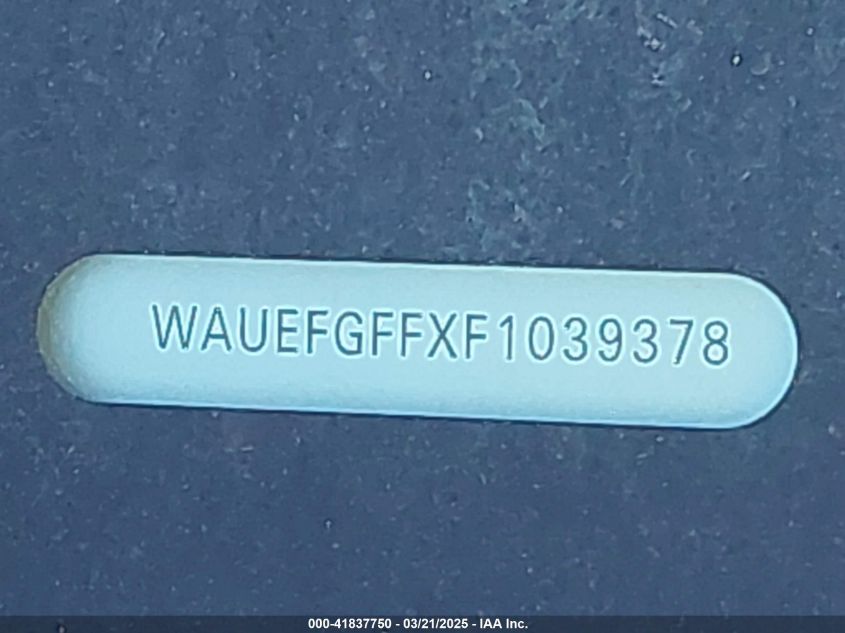 WAUEFGFFXF1039378
000-41837750 - 03/21/2025 - IAA Inc.